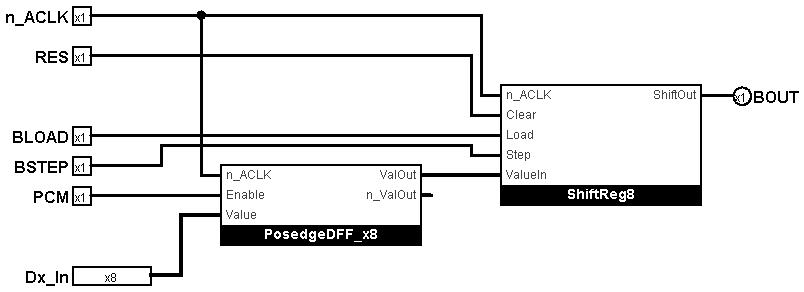 n_ACLK x1
RES x1
n_ACLK ShiftOut x1 BOUT
Clear
BLOAD x1 Load
BSTEP x1 Step
n_ACLK ValOut ValueIn
PCM x1 Enable n_ValOut ShiftReg8
Value
PosedgeDFF_x8
Dx_In x8